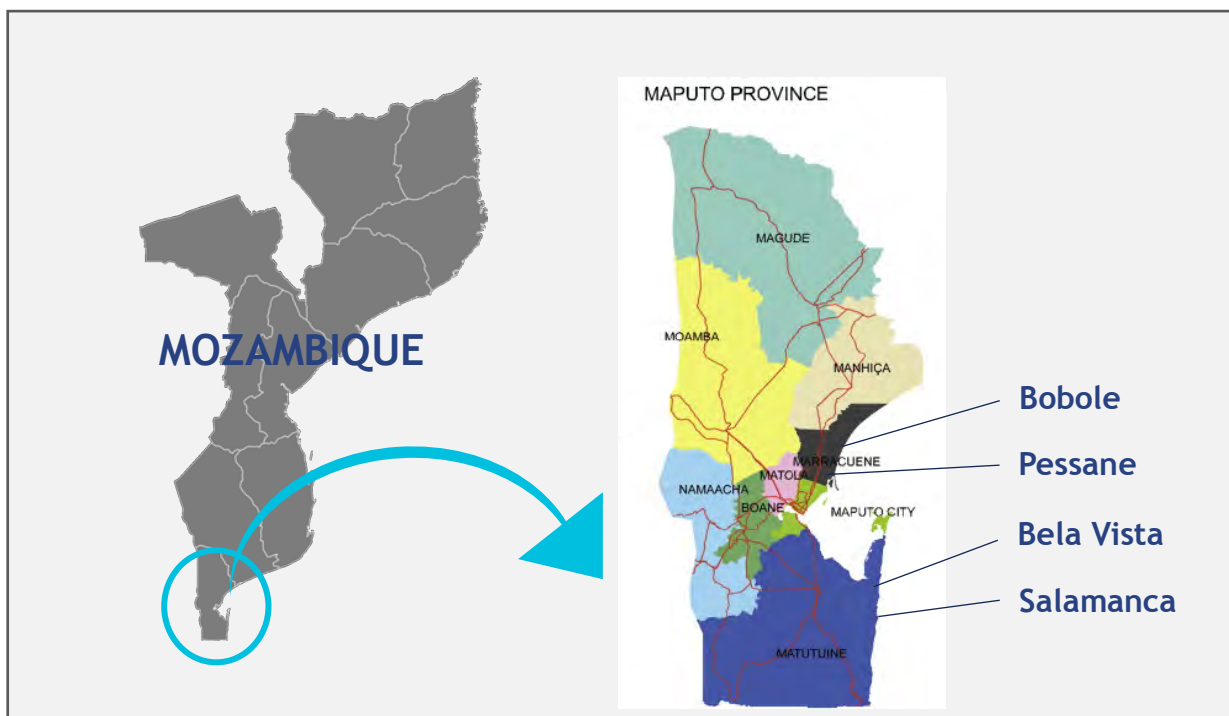 MOZAMBIQUE
MAPUTO PROVINCE
MAGUDE
MOAMBA
MANHIÇA
MARRACUENE
MATOLA
NAMAACHA
BOANE
MAPUTO CITY
MATUTUINE
Bobole
Pessane
Bela Vista
Salamanca